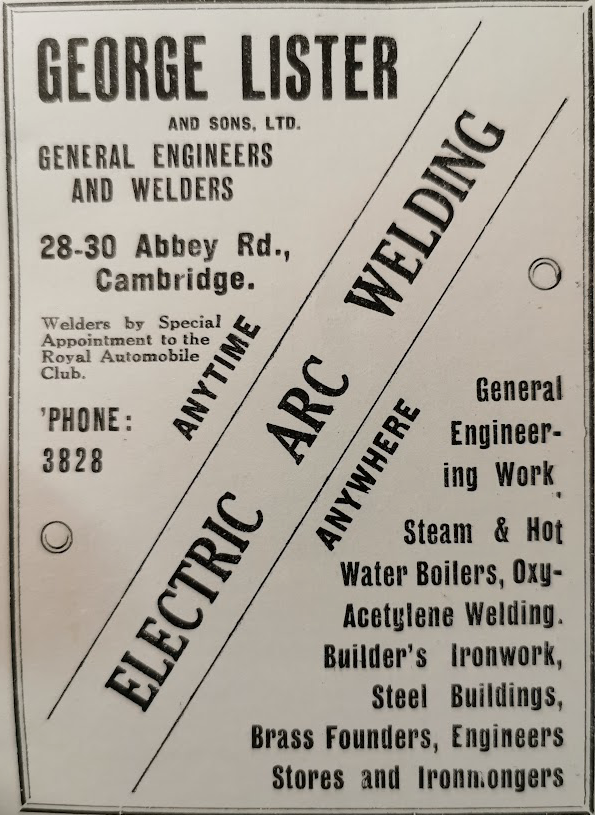 GEORGE LISTER
AND SONS, LTD.
GENERAL ENGINEERS
AND WELDERS
28-30 Abbey Rd.,
Cambridge.
Welders by Special
Appointment to the
Royal Automobile
Club.
'PHONE:
3828
ANYTIME
ELECTRIC ARC WELDING
ANYWHERE
General
Engineer-
ing Work,
Steam & Hot
Water Boilers, Oxy-
Acetylene Welding.
Builder's Ironwork,
Steel Buildings,
Brass Founders, Engineers
Stores and Ironmongers